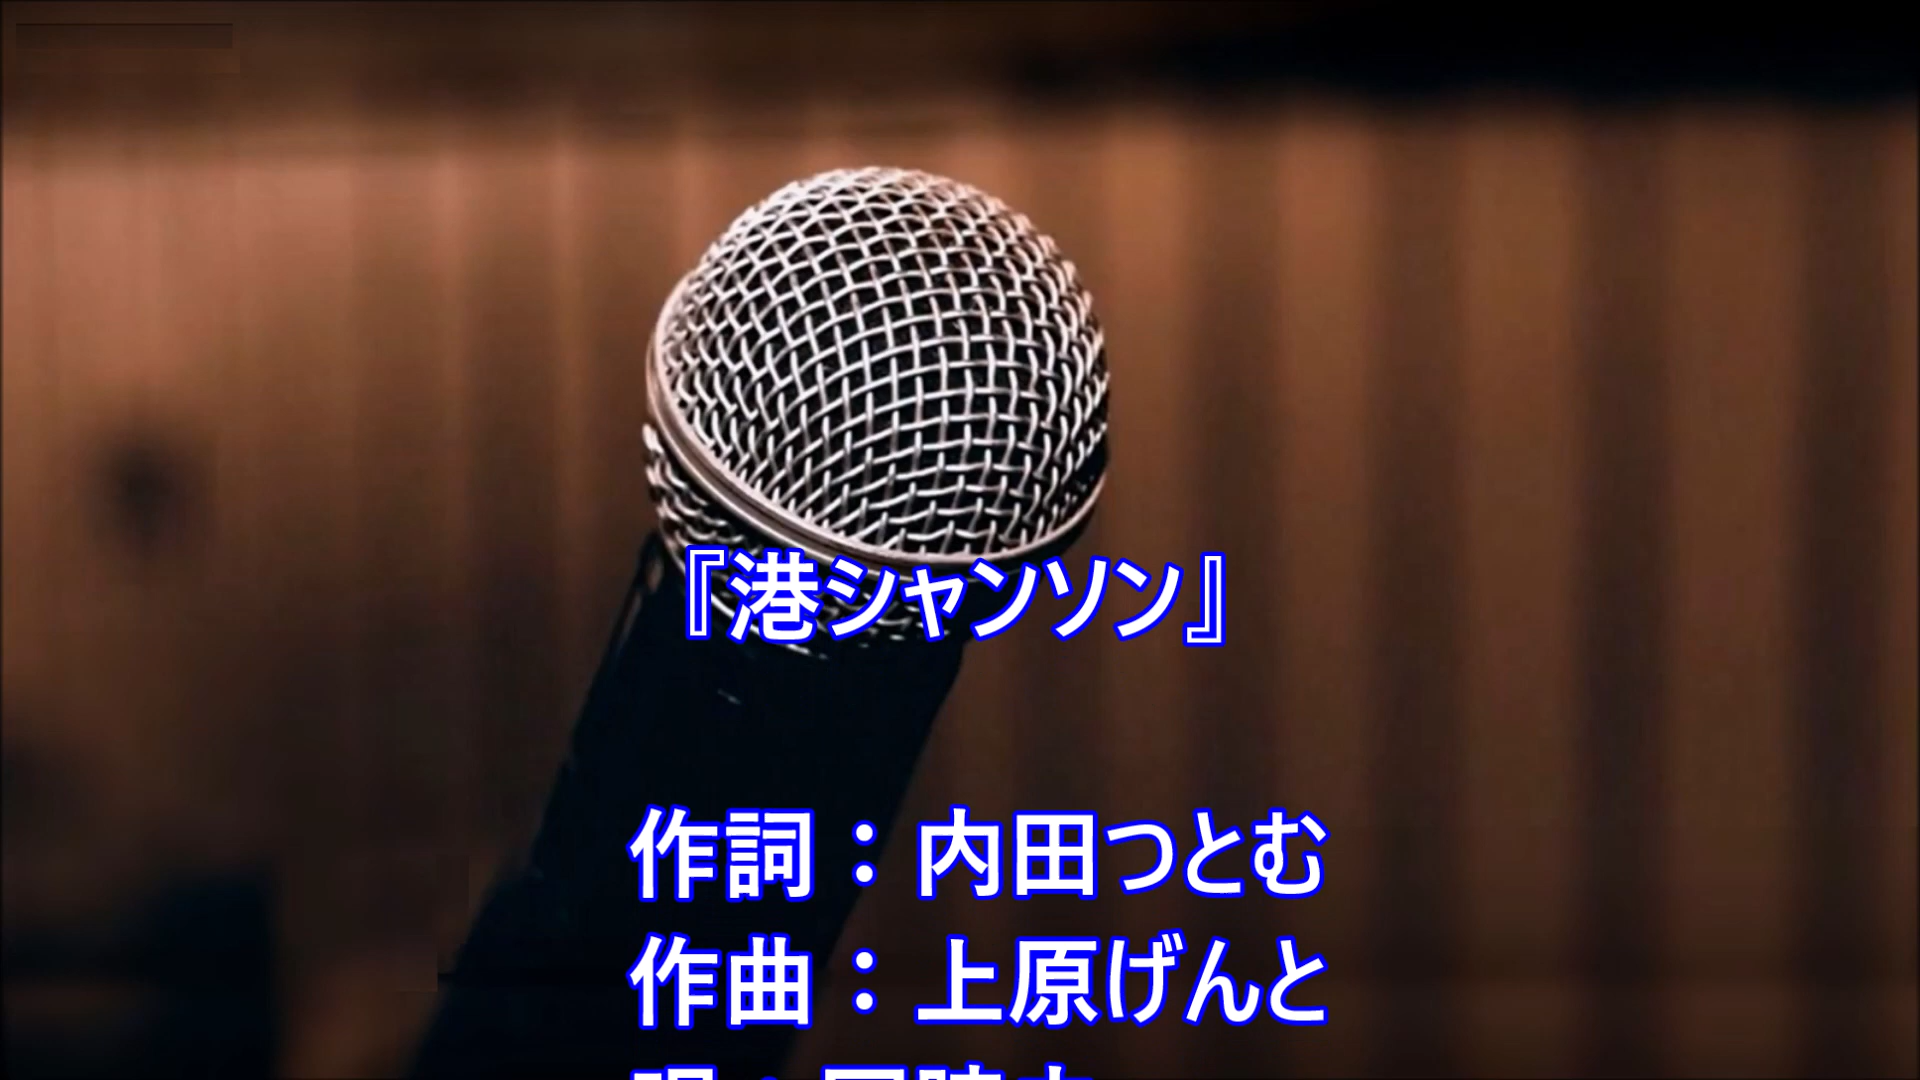 『港シャンソン』
作詞：内田つとむ
作曲：上原げんと